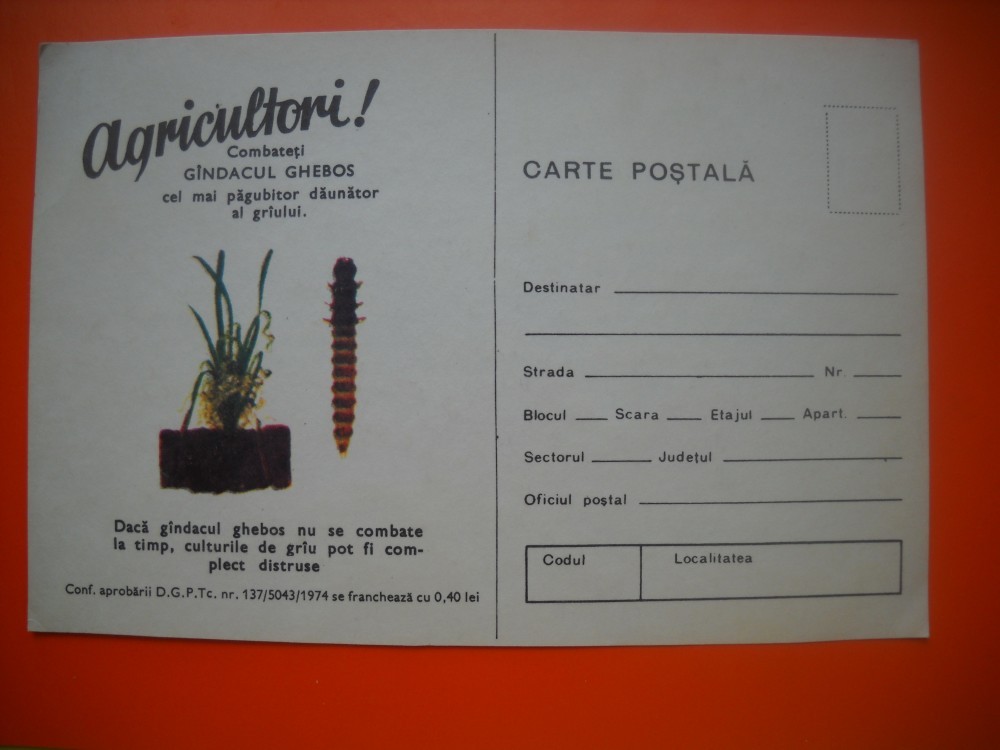 Agricultori!
Combateți
GÎNDACUL GHEBOS
cel mai păgubitor dăunător
al grîului.
Dacă gîndacul ghebos nu se combate
la timp, culturile de grîu pot fi com-
plect distruse
Conf. aprobării D.G.P.Tc. nr. 137/5043/1974 se franchează cu 0,40 lei
CARTE POȘTALĂ
Destinatar
Strada Nr.
Blocul Scara Etajul Apart.
Sectorul Județul
Oficiul poștal
Codul Localitatea